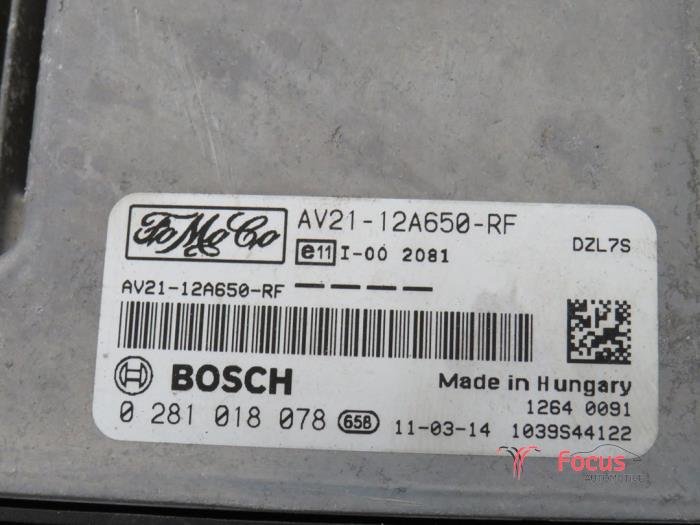 FoMoCo AV21-12A650-RF
e11 I-00 2081 DZL7S
AV21-12A650-RF
BOSCH Made in Hungary
1264 0091
0 281 018 078 658 11-03-14 1039S44122
Focus
AUTOMOTIVE